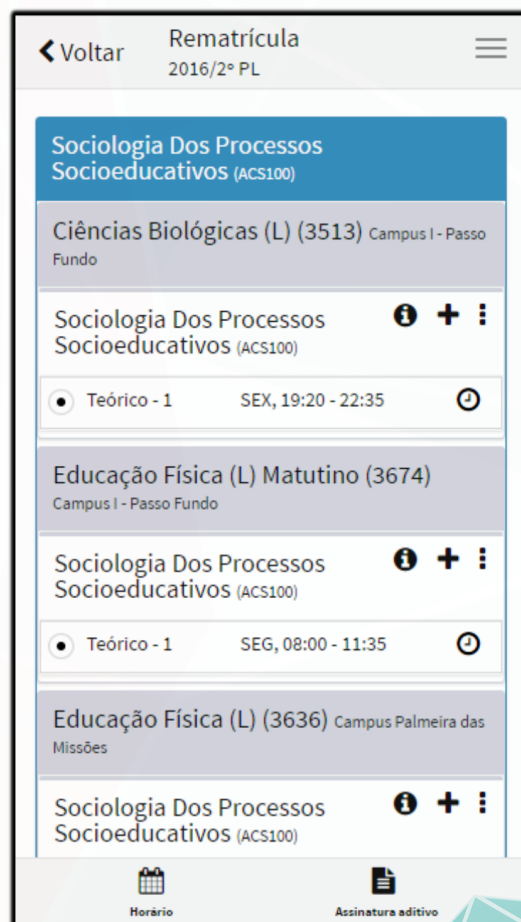 Voltar
Rematrícula
2016/2º PL
Sociologia Dos Processos
Socioeducativos (ACS100)
Ciências Biológicas (L) (3513) Campus I - Passo
Fundo
Sociologia Dos Processos
Socioeducativos (ACS100)
Teórico - 1 SEX, 19:20 - 22:35
Educação Física (L) Matutino (3674)
Campus I - Passo Fundo
Sociologia Dos Processos
Socioeducativos (ACS100)
Teórico - 1 SEG, 08:00 - 11:35
Educação Física (L) (3636) Campus Palmeira das
Missões
Sociologia Dos Processos
Socioeducativos (ACS100)
Horário Assinatura aditivo